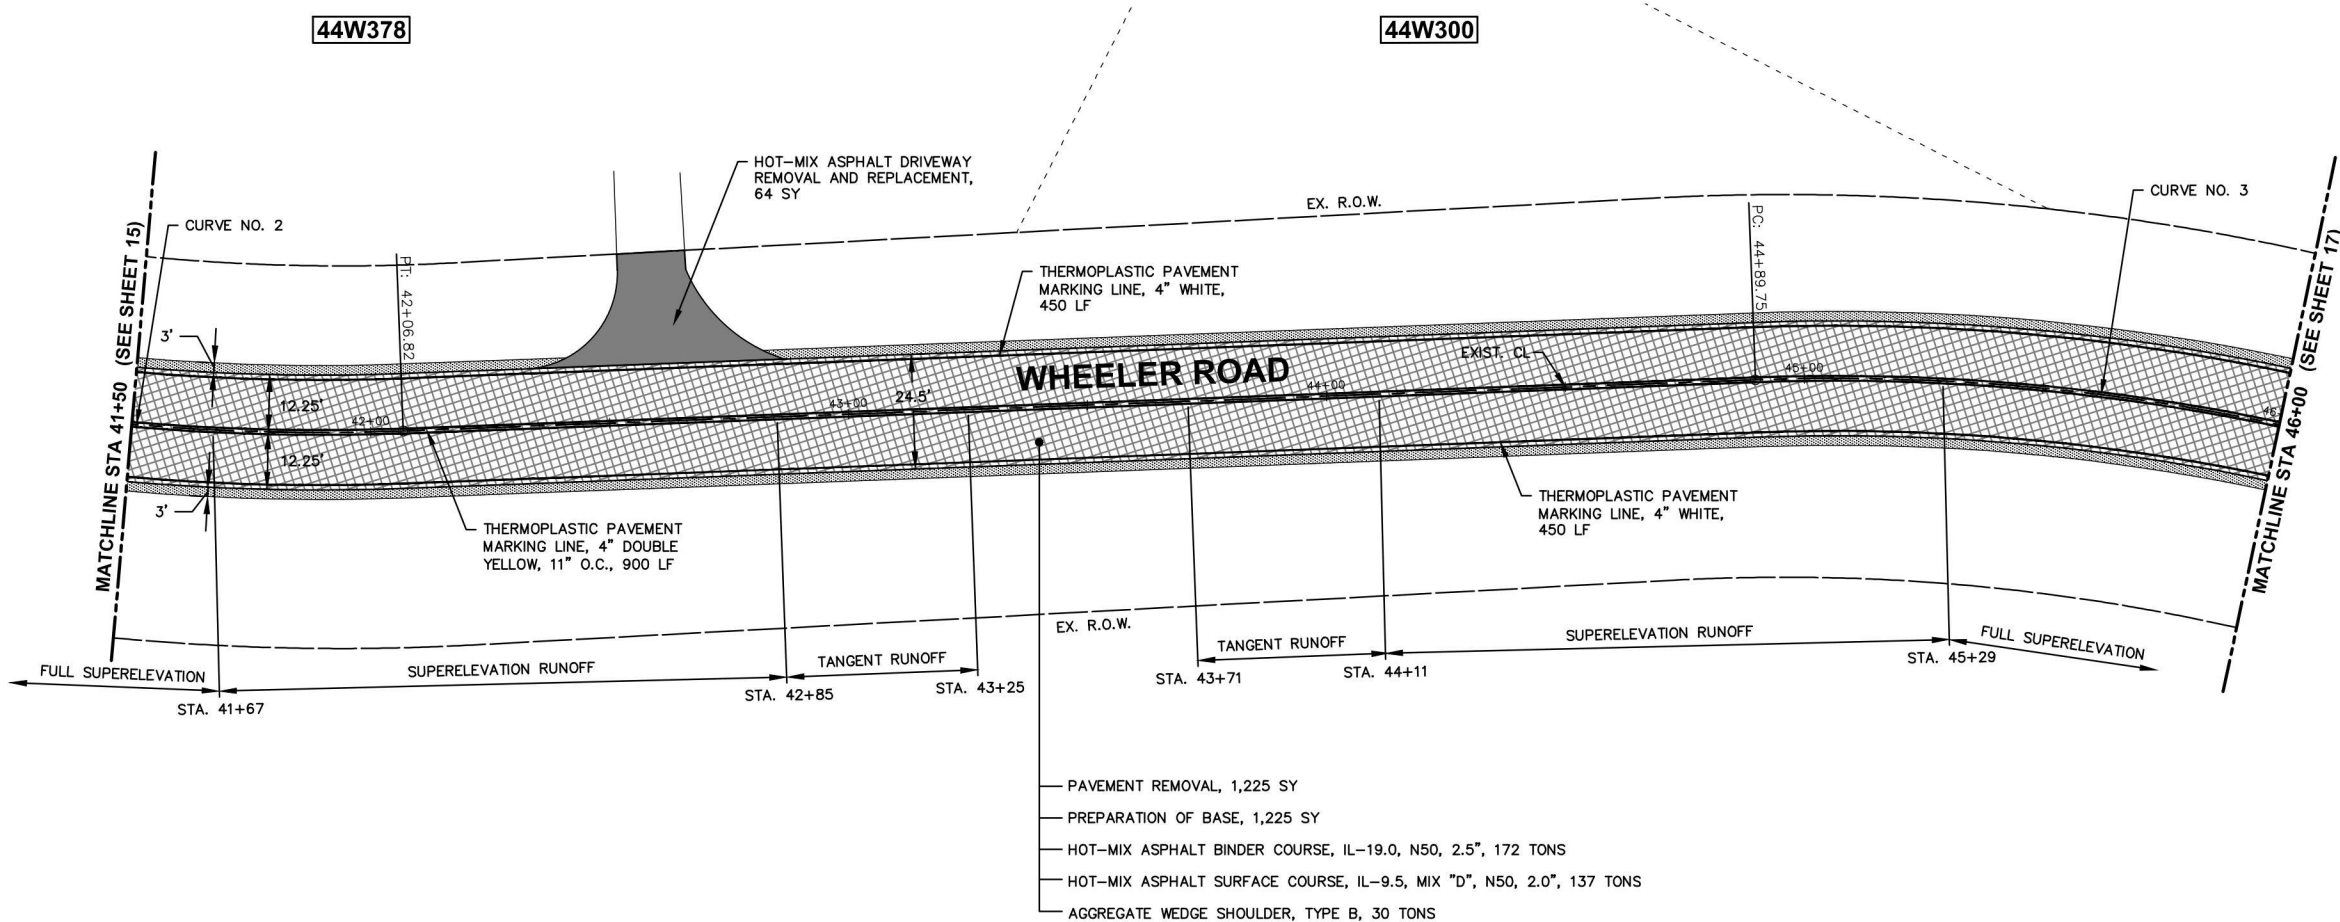 44W378
44W300
HOT-MIX ASPHALT DRIVEWAY
REMOVAL AND REPLACEMENT,
64 SY
CURVE NO. 2
EX. R.O.W.
CURVE NO. 3
MATCHLINE STA 41+50 (SEE SHEET 15)
PT: 42+06.82
THERMOPLASTIC PAVEMENT
MARKING LINE, 4" WHITE,
450 LF
PC: 44+89.75
MATCHLINE STA 46+00 (SEE SHEET 17)
3'
WHEELER ROAD
EXIST. CL
12.25'
24.5'
42+00
43+00
44+00
45+00
46
12.25'
3'
THERMOPLASTIC PAVEMENT
MARKING LINE, 4" DOUBLE
YELLOW, 11" O.C., 900 LF
THERMOPLASTIC PAVEMENT
MARKING LINE, 4" WHITE,
450 LF
EX. R.O.W.
FULL SUPERELEVATION
SUPERELEVATION RUNOFF
TANGENT RUNOFF
TANGENT RUNOFF
SUPERELEVATION RUNOFF
FULL SUPERELEVATION
STA. 41+67
STA. 42+85
STA. 43+25
STA. 43+71
STA. 44+11
STA. 45+29
PAVEMENT REMOVAL, 1,225 SY
PREPARATION OF BASE, 1,225 SY
HOT-MIX ASPHALT BINDER COURSE, IL-19.0, N50, 2.5", 172 TONS
HOT-MIX ASPHALT SURFACE COURSE, IL-9.5, MIX "D", N50, 2.0", 137 TONS
AGGREGATE WEDGE SHOULDER, TYPE B, 30 TONS